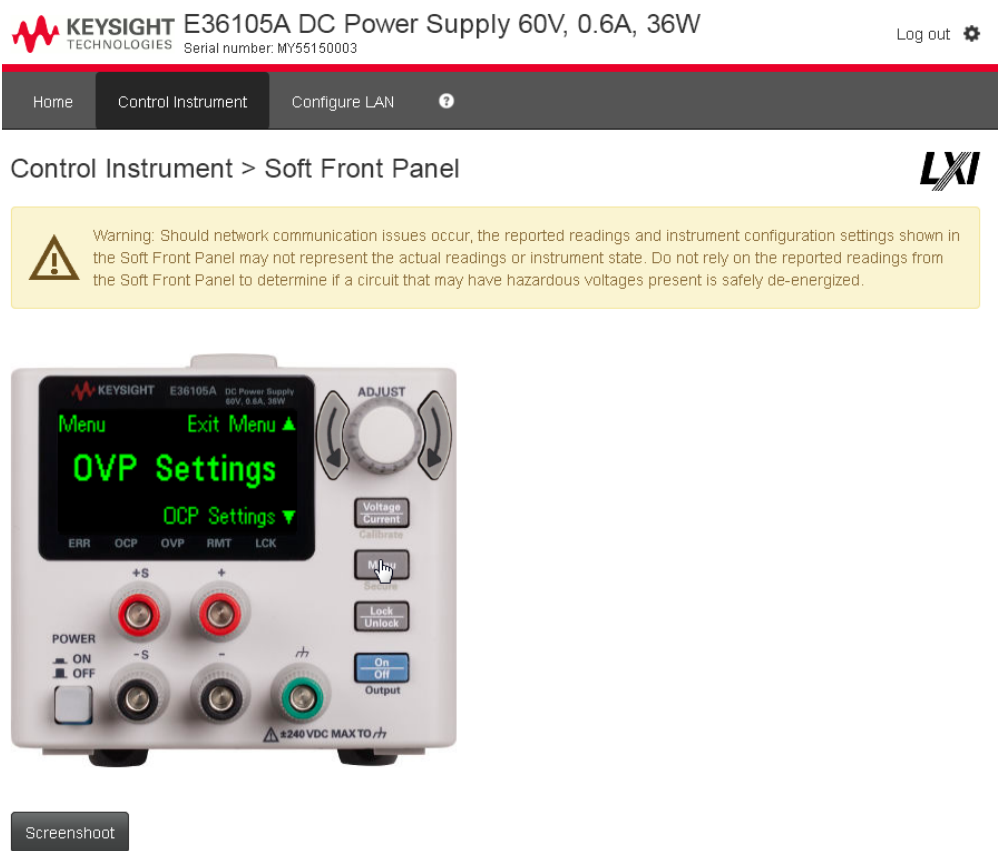 KEYSIGHT
TECHNOLOGIES
E36105A DC Power Supply 60V, 0.6A, 36W
Serial number: MY55150003
Log out
Home
Control Instrument
Configure LAN
?
Control Instrument > Soft Front Panel
LXI
Warning: Should network communication issues occur, the reported readings and instrument configuration settings shown in
the Soft Front Panel may not represent the actual readings or instrument state. Do not rely on the reported readings from
the Soft Front Panel to determine if a circuit that may have hazardous voltages present is safely de-energized.
KEYSIGHT E36105A DC Power Supply
60V, 0.6A, 36W
ADJUST
Menu Exit Menu ▲
OVP Settings
OCP Settings ▼
ERR OCP OVP RMT LCK
Voltage
Current
Calibrate
Secure
Lock
Unlock
On
Off
Output
+S +
POWER
ON
OFF
-S -
±240 VDC MAX TO
Screenshoot